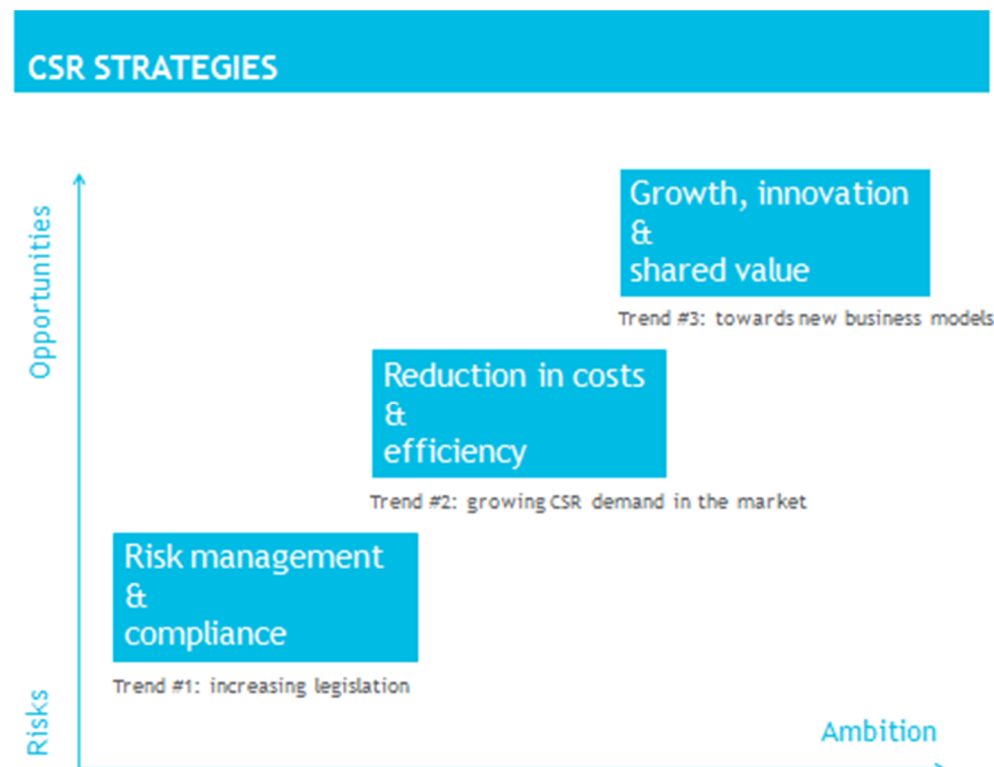 CSR STRATEGIES
Opportunities
Growth, innovation
&
shared value
Trend #3: towards new business models
Reduction in costs
&
efficiency
Trend #2: growing CSR demand in the market
Risk management
&
compliance
Trend #1: increasing legislation
Risks
Ambition